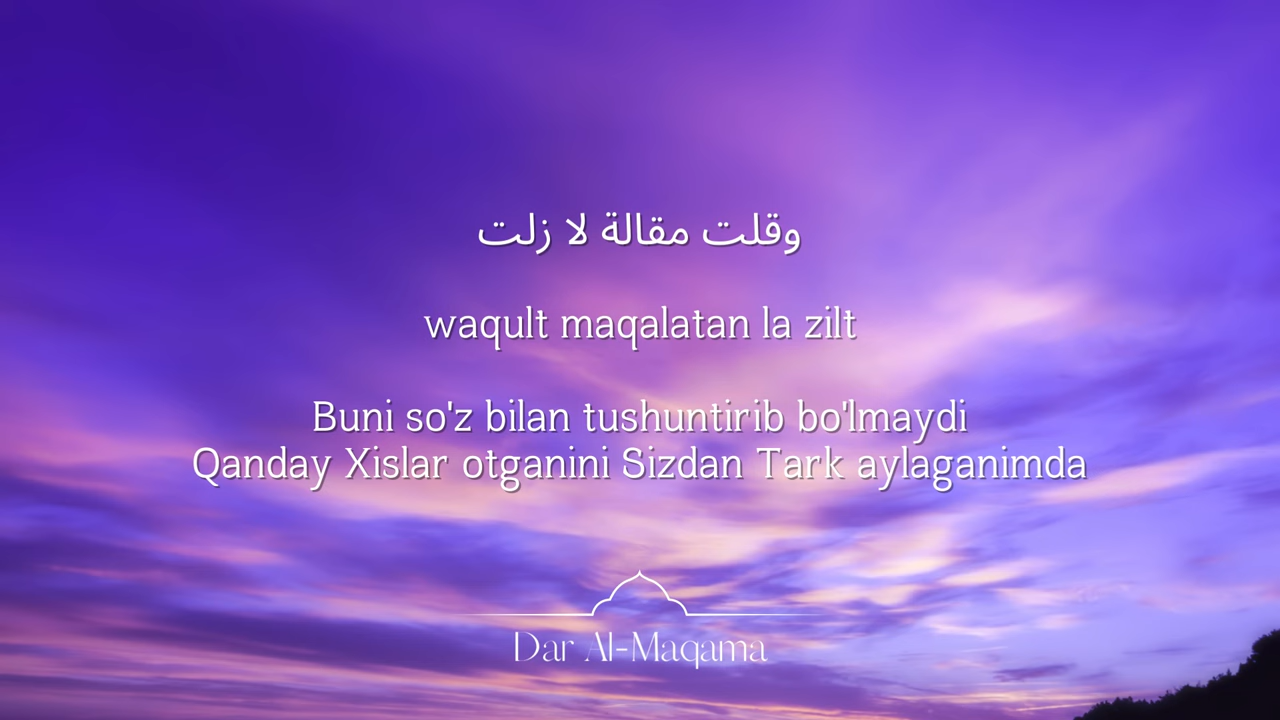 وقلت مقالة لا زلت
waqult maqalatan la zilt
Buni so'z bilan tushuntirib bo'lmaydi
Qanday Xislar otganini Sizdan Tark aylaganimda
Dar Al-Maqama